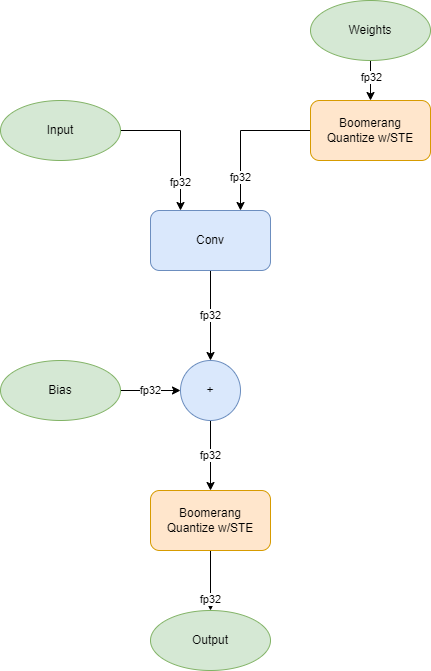 Weights
fp32
Boomerang
Quantize w/STE
Input
fp32
fp32
Conv
fp32
Bias
fp32
+
fp32
Boomerang
Quantize w/STE
fp32
Output